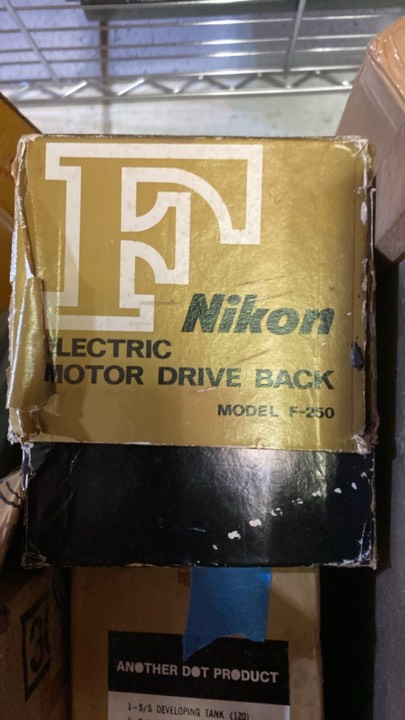 F
Nikon
ELECTRIC
MOTOR DRIVE BACK
MODEL F-250
ANOTHER DOT PRODUCT
1-S/S DEVELOPING TANK (120)